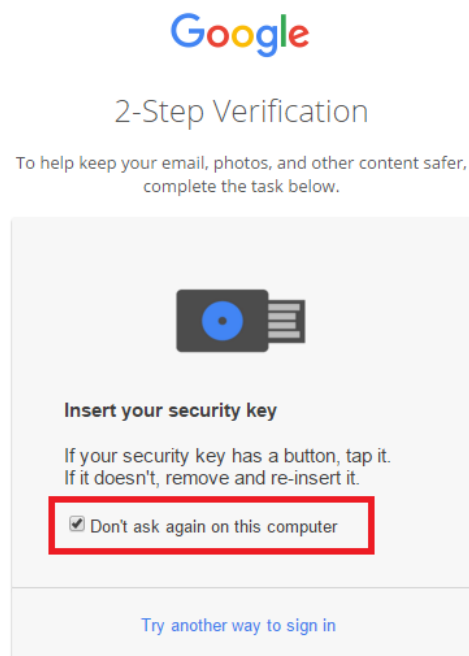 Google
2-Step Verification
To help keep your email, photos, and other content safer,
complete the task below.
Insert your security key
If your security key has a button, tap it.
If it doesn't, remove and re-insert it.
Don't ask again on this computer
Try another way to sign in